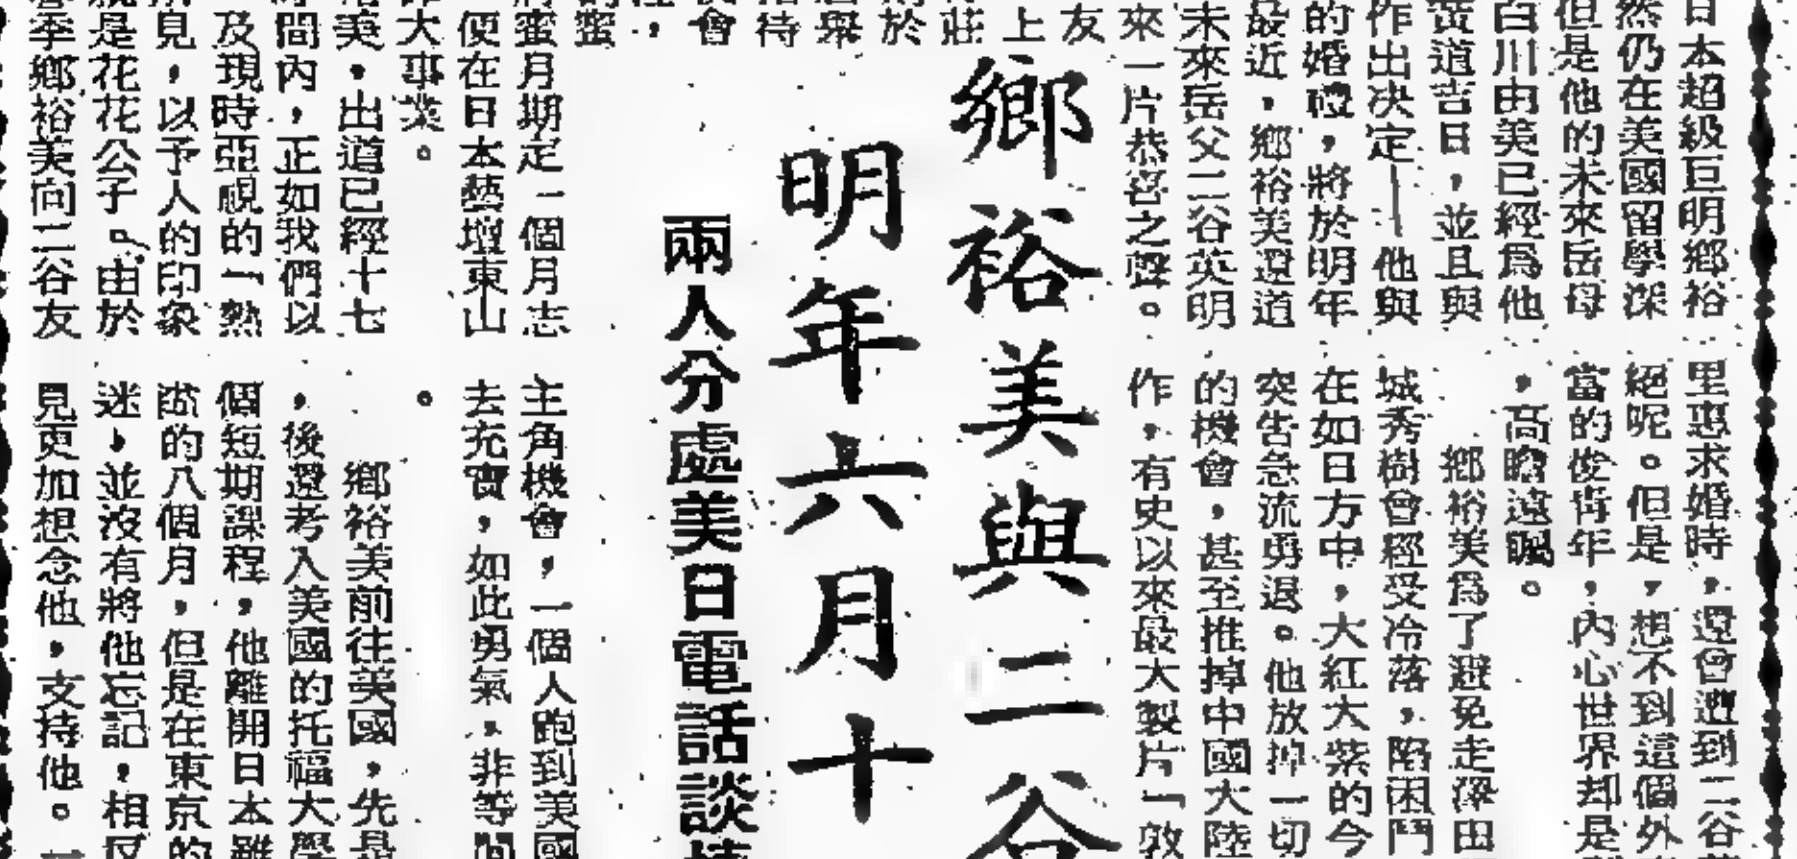 日本超級巨明鄉裕
然仍在美國留學深
但是他的未來岳母
白川由美已經爲他
黃道吉日,並且與
作出決定——他與
的婚禮,將於明年
最近,鄉裕美還道
未來岳父二谷英明
來一片恭喜之聲。
友
上
莊
於
舉
待
會
,
蜜
鄉裕美與二谷
明年六月十
兩人分處美日電話談
蜜月期定一個月志
便在日本藝壇東山
大事業。
美,出道已經十七
間內,正如我們以
及現時亞視的「熱
見,以予人的印象
就是花花公子。由於
季鄉裕美向二谷友
里惠求婚時,還會遭到二谷
絕呢。但是,想不到這個外
當的俊青年,內心世界却是
,高瞻遠矚。
鄉裕美爲了避免走澤田
城秀樹曾經受冷落,陷困鬥
在如日方中,大紅大紫的今
突告急流勇退。他放掉一切
的機會,甚至推掉中國大陸
作,有史以來最大製片「敦
主角機會,一個人跑到美國
去充實,如此勇氣,非等閒
。
鄉裕美前往美國,先是
,後還考入美國的托福大學
個短期課程,他離開日本雖
的八個月,但是在東京的
迷,並沒有將他忘記,相反
見更加想念他,支持他。一